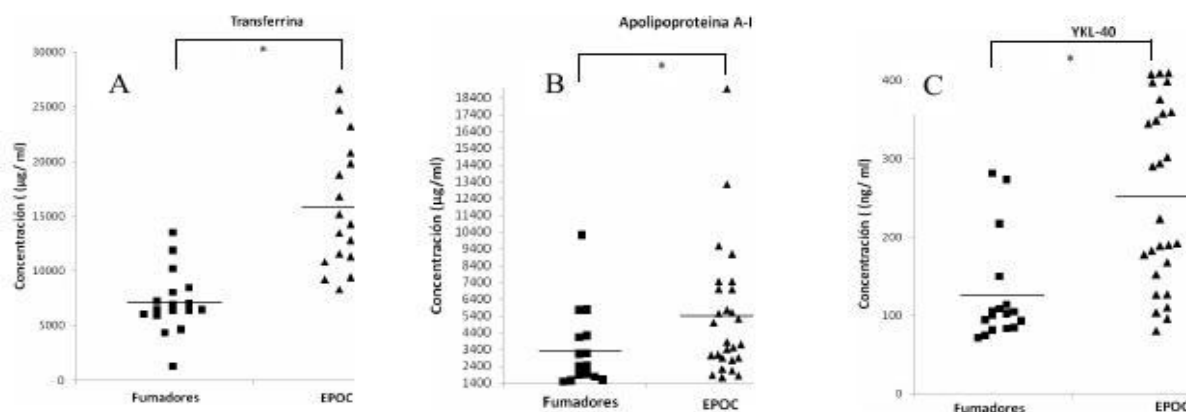 Transferrina
*
A
Concentración ( (µg/ ml)
30000
25000
20000
15000
10000
5000
0
Fumadores EPOC
Apolipoproteina A-I
*
B
Concentración (µg/ml)
18400
17400
16400
15400
14400
13400
12400
11400
10400
9400
8400
7400
6400
5400
4400
3400
2400
1400
Fumadores EPOC
YKL-40
*
C
Concentración ( (ng/ ml)
400
300
200
100
0
Fumadores EPOC